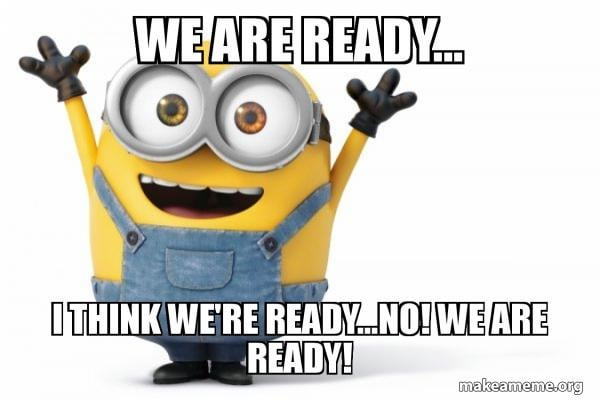 WE ARE READY...
I THINK WE'RE READY...NO! WE ARE
READY!
makeameme.org